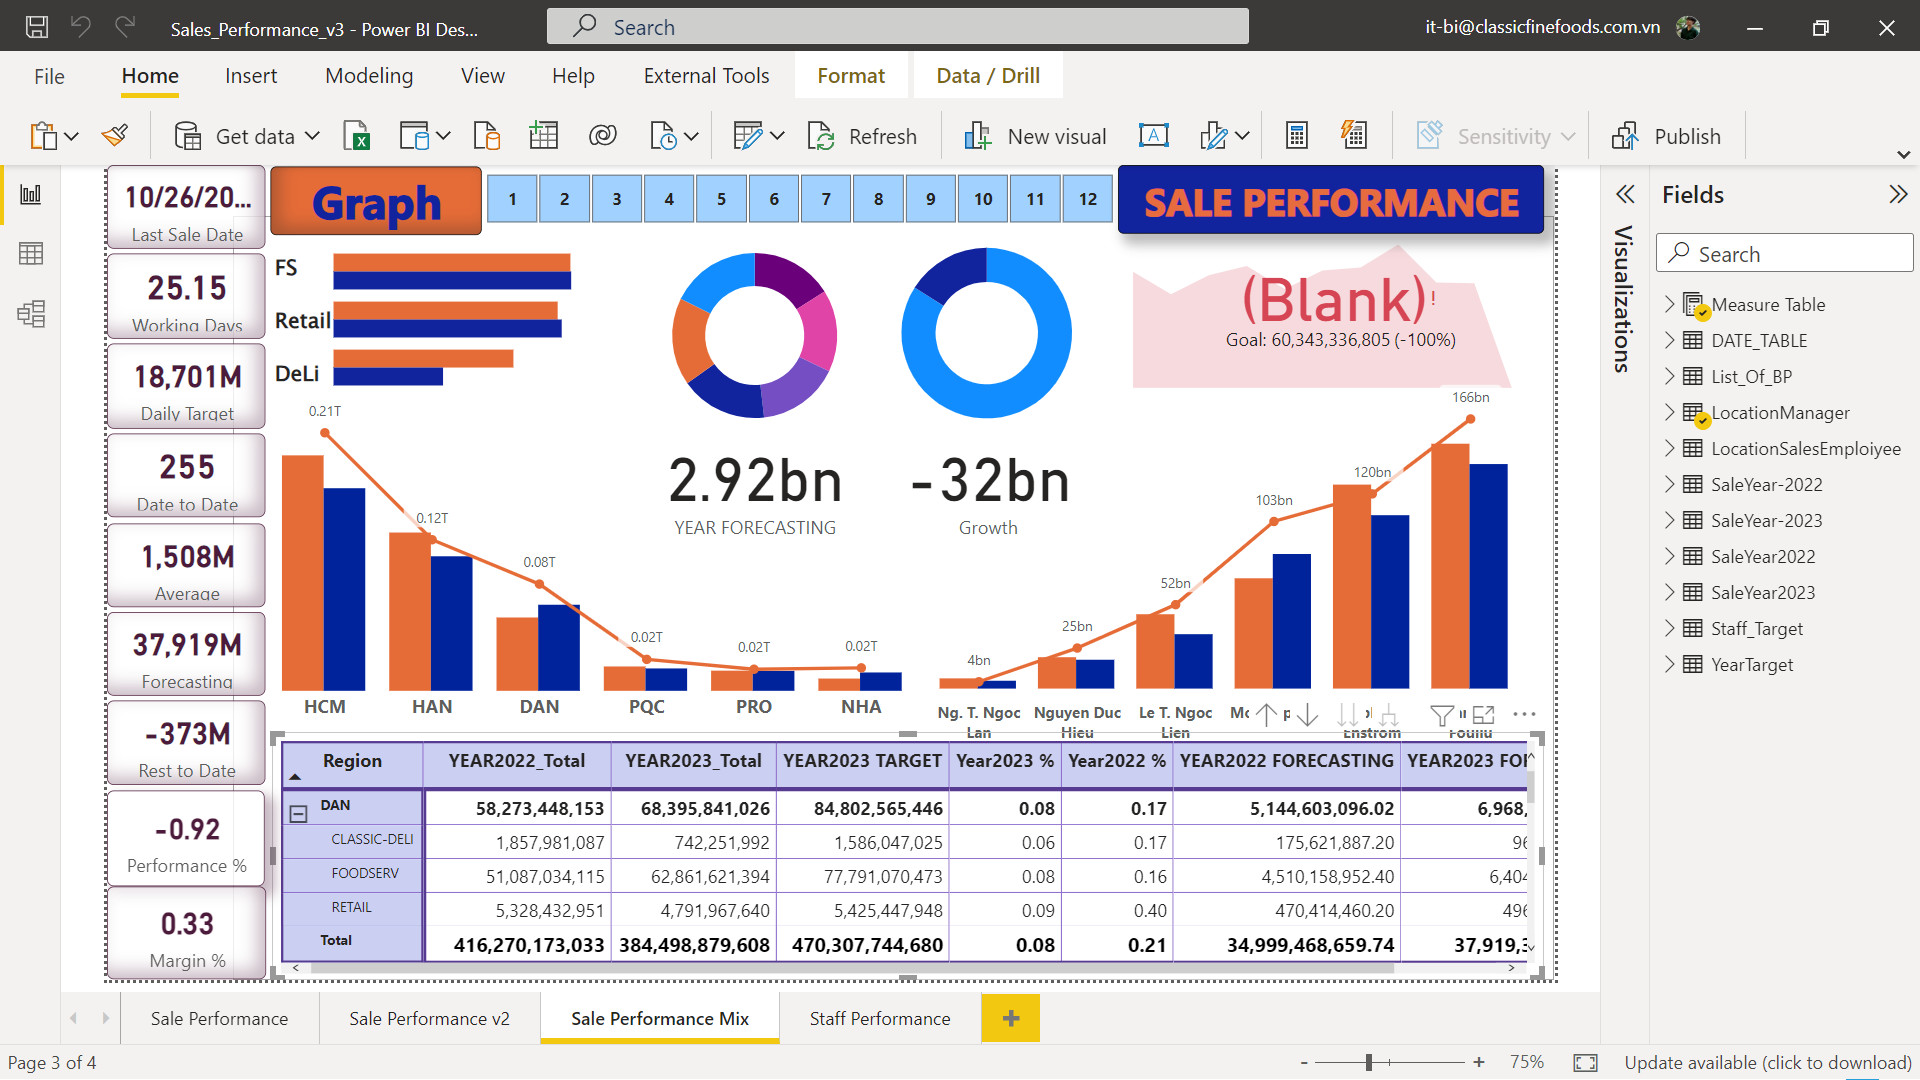 Sales_Performance_v3 - Power BI Des...
Search
it-bi@classicfinefoods.com.vn
File
Home
Insert
Modeling
View
Help
External Tools
Format
Data / Drill
Get data
Refresh
New visual
Sensitivity
Publish
10/26/20...
Last Sale Date
25.15
Working Days
18,701M
Daily Target
255
Date to Date
1,508M
Average
37,919M
Forecasting
-373M
Rest to Date
-0.92
Performance %
0.33
Margin %
Graph
1 2 3 4 5 6 7 8 9 10 11 12
SALE PERFORMANCE
FS
Retail
DeLi
2.92bn
YEAR FORECASTING
-32bn
Growth
(Blank)!
Goal: 60,343,336,805 (-100%)
0.21T
0.12T
0.08T
0.02T
0.02T
0.02T
HCM HAN DAN PQC PRO NHA
4bn
25bn
52bn
103bn
120bn
166bn
Ng. T. Ngoc Lan
Nguyen Duc Hieu
Le T. Ngoc Lien
Enstrom
Region YEAR2022_Total YEAR2023_Total YEAR2023 TARGET Year2023 % Year2022 % YEAR2022 FORECASTING YEAR2023 FO
DAN 58,273,448,153 68,395,841,026 84,802,565,446 0.08 0.17 5,144,603,096.02 6,968,
CLASSIC-DELI 1,857,981,087 742,251,992 1,586,047,025 0.06 0.17 175,621,887.20 96
FOODSERV 51,087,034,115 62,861,621,394 77,791,070,473 0.08 0.16 4,510,158,952.40 6,404
RETAIL 5,328,432,951 4,791,967,640 5,425,447,948 0.09 0.40 470,414,460.20 496
Total 416,270,173,033 384,498,879,608 470,307,744,680 0.08 0.21 34,999,468,659.74 37,919,3
Visualizations
Fields
Search
Measure Table
DATE_TABLE
List_Of_BP
LocationManager
LocationSalesEmploiyee
SaleYear-2022
SaleYear-2023
SaleYear2022
SaleYear2023
Staff_Target
YearTarget
Sale Performance
Sale Performance v2
Sale Performance Mix
Staff Performance
+
Page 3 of 4
- + 75%
Update available (click to download)